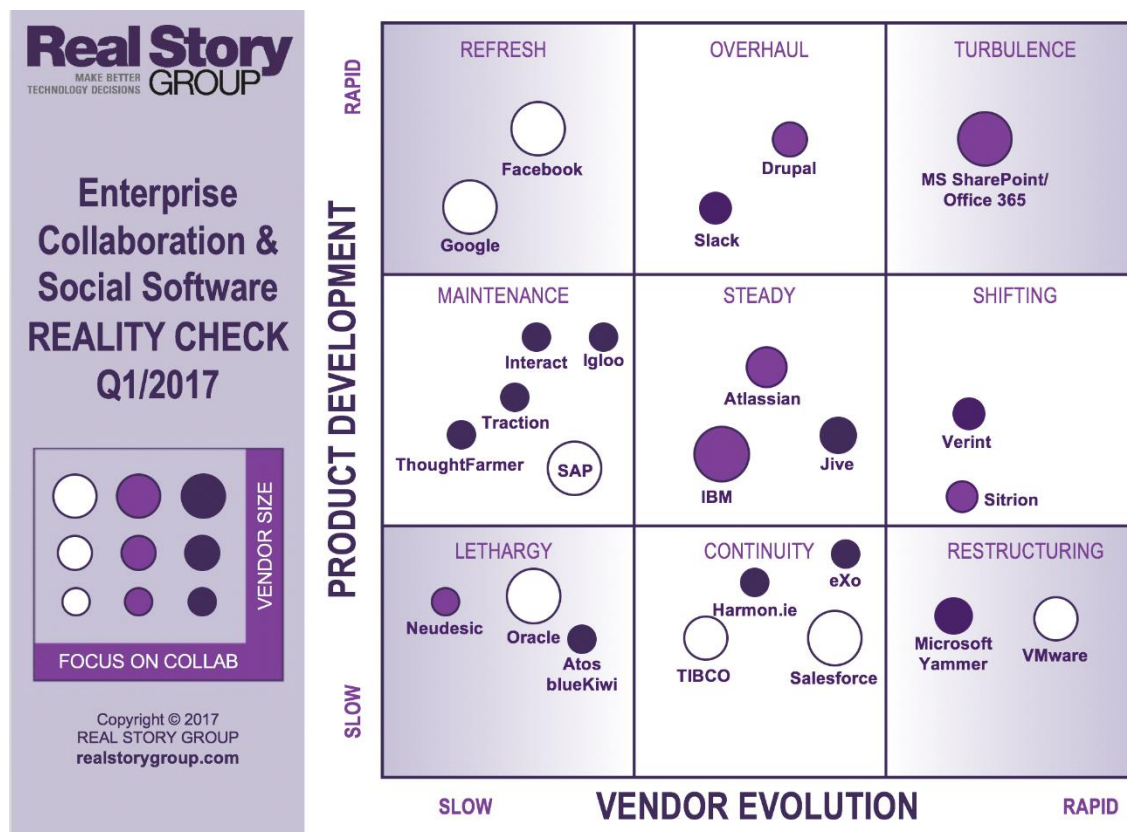 Real Story
MAKE BETTER
TECHNOLOGY DECISIONS
GROUP
Enterprise
Collaboration &
Social Software
REALITY CHECK
Q1/2017
VENDOR SIZE
FOCUS ON COLLAB
Copyright © 2017
REAL STORY GROUP
realstorygroup.com
RAPID
PRODUCT DEVELOPMENT
SLOW
REFRESH
Facebook
Google
OVERHAUL
Drupal
Slack
TURBULENCE
MS SharePoint/
Office 365
MAINTENANCE
Interact
Igloo
Traction
ThoughtFarmer
SAP
STEADY
Atlassian
IBM
Jive
SHIFTING
Verint
Sitrion
LETHARGY
Neudesic
Oracle
Atos
blueKiwi
CONTINUITY
eXo
Harmon.ie
TIBCO
Salesforce
RESTRUCTURING
Microsoft
Yammer
VMware
SLOW
VENDOR EVOLUTION
RAPID